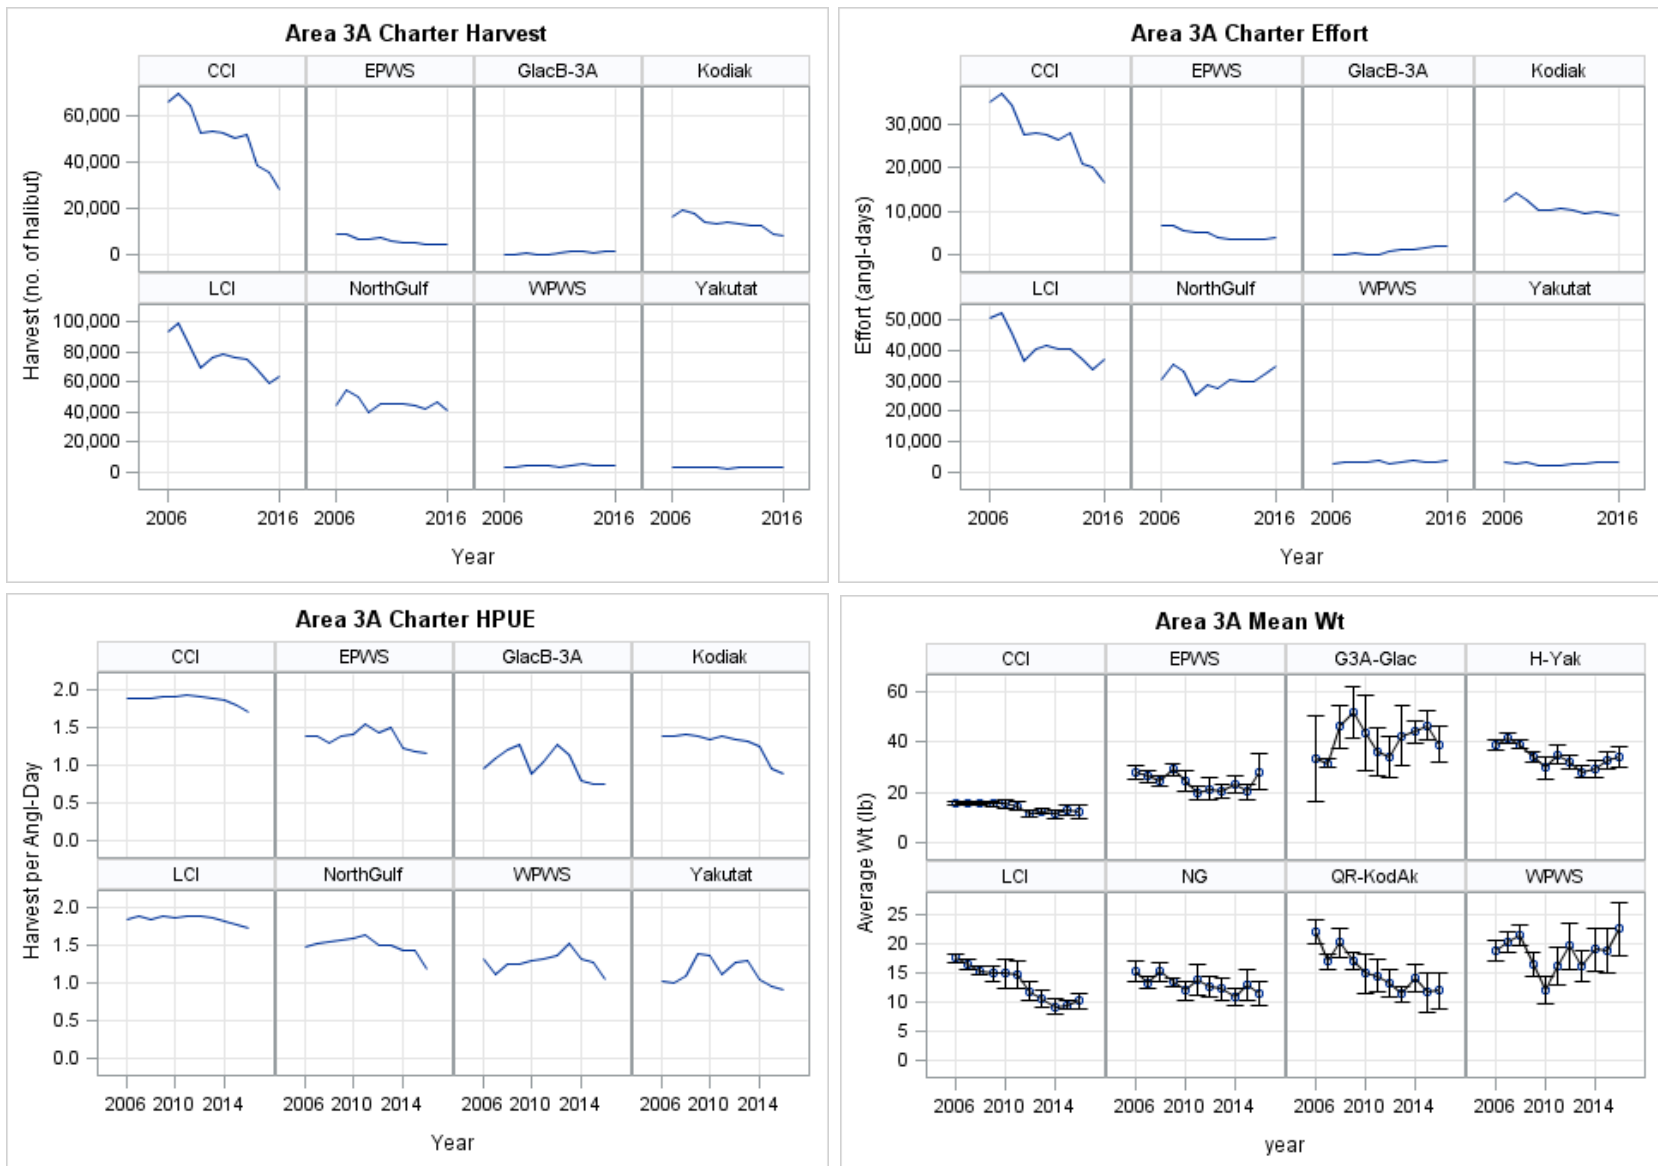 Area 3A Charter Harvest
CCI EPWS GlacB-3A Kodiak
60,000
40,000
20,000
0
LCI NorthGulf WPWS Yakutat
100,000
80,000
60,000
40,000
20,000
0
Harvest (no. of halibut)
2006 2016 2006 2016 2006 2016 2006 2016
Year
Area 3A Charter Effort
CCI EPWS GlacB-3A Kodiak
30,000
20,000
10,000
0
LCI NorthGulf WPWS Yakutat
50,000
40,000
30,000
20,000
10,000
0
Effort (angl-days)
2006 2016 2006 2016 2006 2016 2006 2016
Year
Area 3A Charter HPUE
CCI EPWS GlacB-3A Kodiak
2.0
1.5
1.0
0.5
0.0
LCI NorthGulf WPWS Yakutat
2.0
1.5
1.0
0.5
0.0
Harvest per Angl-Day
2006 2010 2014 2006 2010 2014 2006 2010 2014 2006 2010 2014
Year
Area 3A Mean Wt
CCI EPWS G3A-Glac H-Yak
60
40
20
0
LCI NG QR-KodAk WPWS
25
20
15
10
5
0
Average Wt (lb)
2006 2010 2014 2006 2010 2014 2006 2010 2014 2006 2010 2014
year